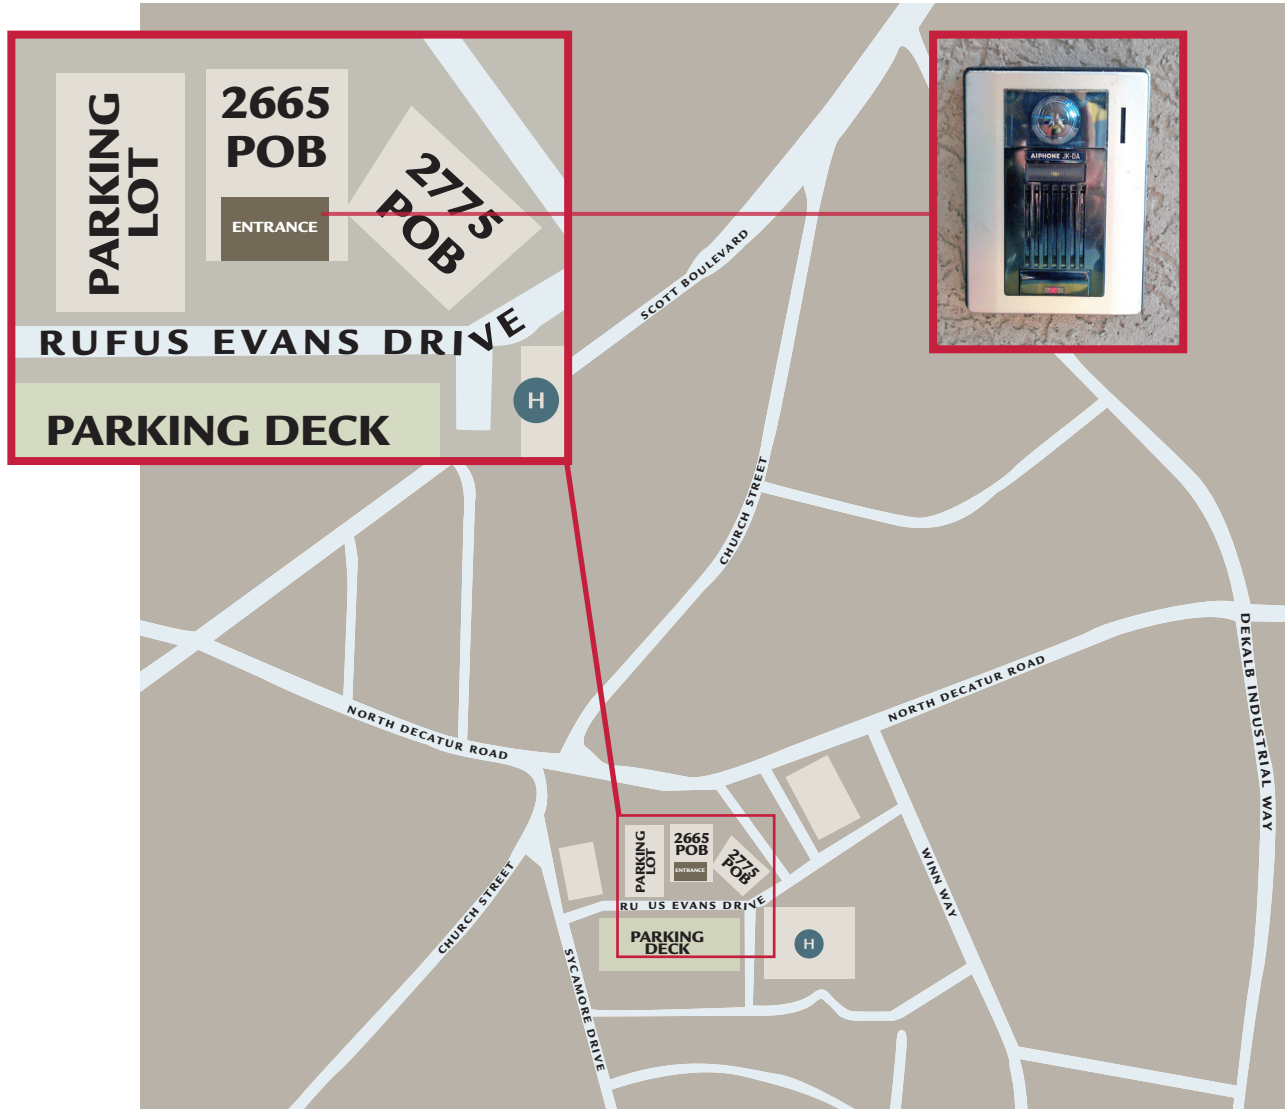 2665
POB
PARKING
LOT
ENTRANCE
2775
POB
RUFUS EVANS DRIVE
PARKING DECK
H
AIPHONE JK-DA
SCOTT BOULEVARD
CHURCH STREET
DEKALB INDUSTRIAL WAY
NORTH DECATUR ROAD
NORTH DECATUR ROAD
PARKING
LOT
2665
POB
ENTRANCE
2775
POB
RU US EVANS DRIVE
PARKING
DECK
H
WINN WAY
CHURCH STREET
SYCAMORE DRIVE